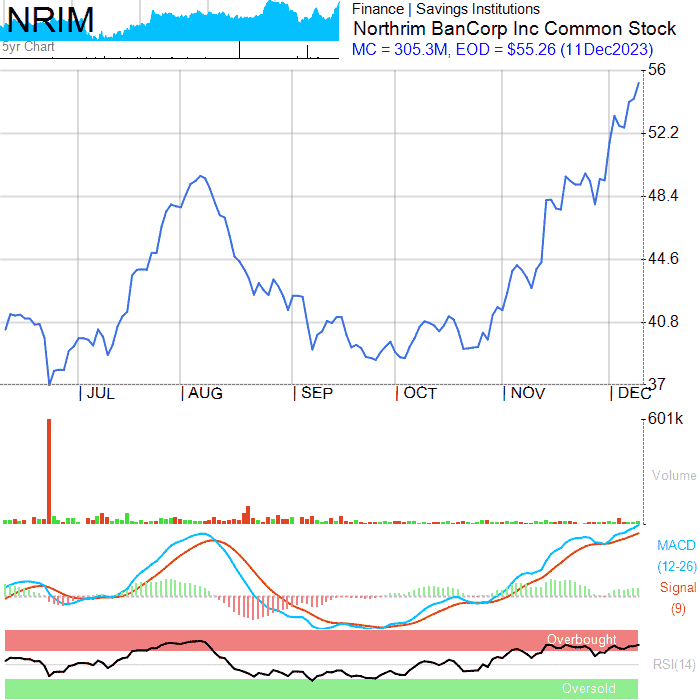 NRIM
5yr Chart
Finance | Savings Institutions
Northrim BanCorp Inc Common Stock
MC = 305.3M, EOD = $55.26 (11Dec2023)
56
52.2
48.4
44.6
40.8
37
JUL AUG SEP OCT NOV DEC
601k
Volume
MACD
(12-26)
Signal
(9)
Overbought
RSI(14)
Oversold